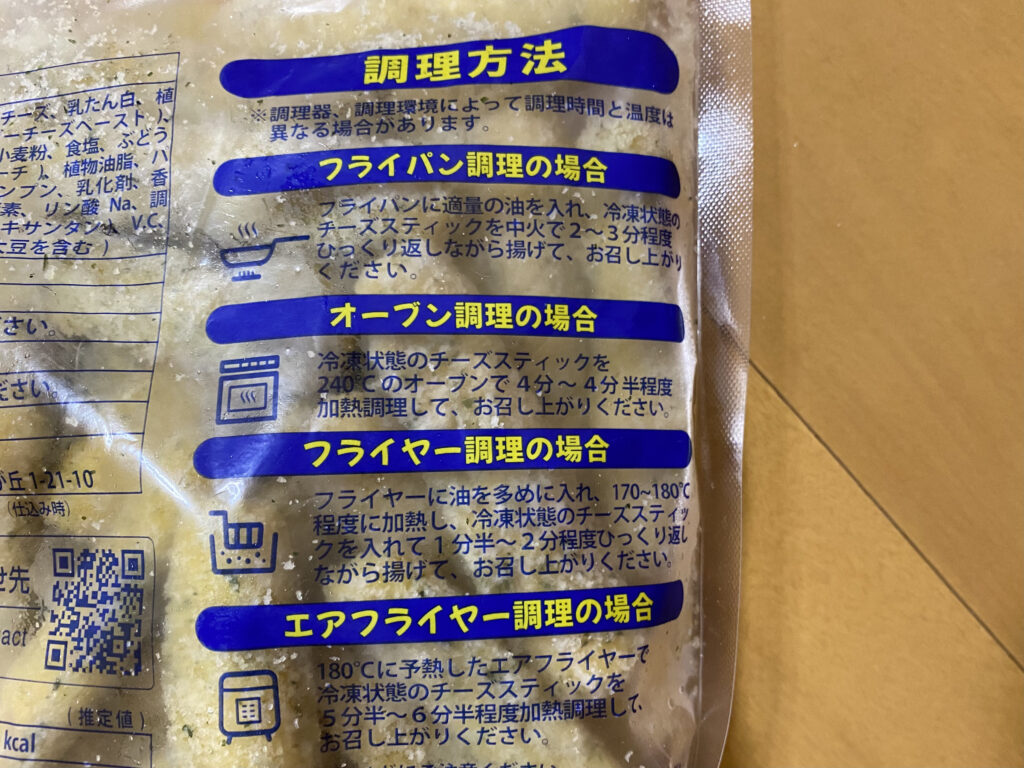 チーズ、乳たん白、植
ーチーズペースト)、
小麦粉、食塩、ぶどう
ーチ)、植物油脂、パ
ンプン、乳化剤、香
素、リン酸 Na、調
キサンタン)、V.C.
大豆を含む)
さい。
ださい。
が丘1-21-10
(仕込み時)
せ先
act
(推定値)
kcal
調理方法
※調理器、調理環境によって調理時間と温度は
異なる場合があります。
フライパン調理の場合
フライパンに適量の油を入れ、冷凍状態の
チーズスティックを中火で2~3分程度
ひっくり返しながら揚げて、お召し上がり
ください。
オーブン調理の場合
冷凍状態のチーズスティックを
240℃のオーブンで4分~4分半程度
加熱調理して、お召し上がりください。
フライヤー調理の場合
フライヤーに油を多めに入れ、170~180℃
程度に加熱し、冷凍状態のチーズスティッ
クを入れて1分半~2分程度ひっくり返し
ながら揚げて、お召し上がりください。
エアフライヤー調理の場合
180℃に予熱したエアフライヤーで
冷凍状態のチーズスティックを
5分半~6分半程度加熱調理して、
お召し上がりください。